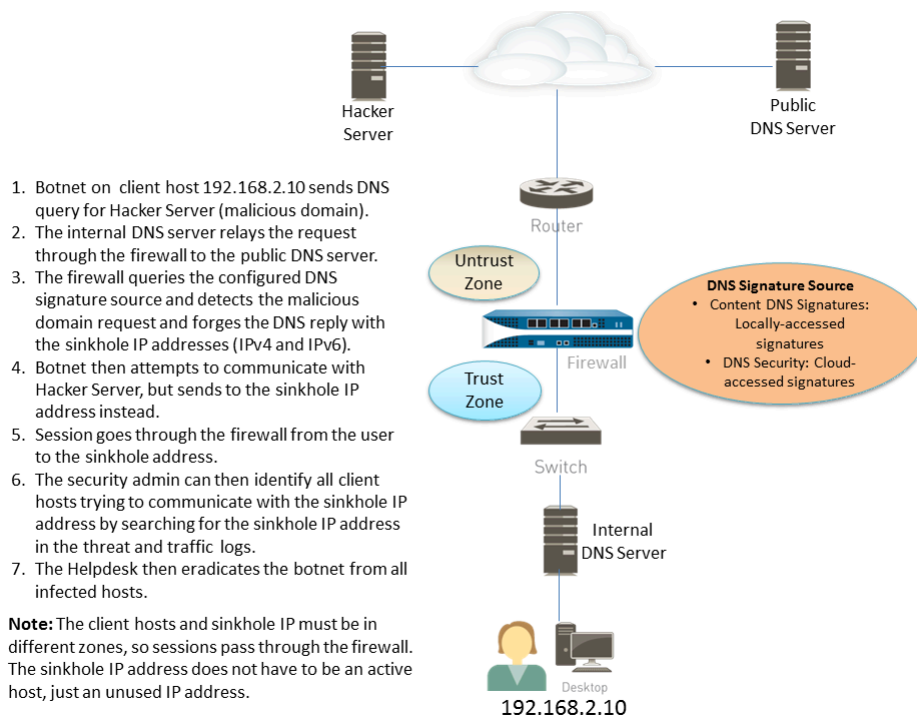 Hacker
Server
Public
DNS Server
1. Botnet on client host 192.168.2.10 sends DNS
query for Hacker Server (malicious domain).
2. The internal DNS server relays the request
through the firewall to the public DNS server.
3. The firewall queries the configured DNS
signature source and detects the malicious
domain request and forges the DNS reply with
the sinkhole IP addresses (IPv4 and IPv6).
4. Botnet then attempts to communicate with
Hacker Server, but sends to the sinkhole IP
address instead.
5. Session goes through the firewall from the user
to the sinkhole address.
6. The security admin can then identify all client
hosts trying to communicate with the sinkhole IP
address by searching for the sinkhole IP address
in the threat and traffic logs.
7. The Helpdesk then eradicates the botnet from all
infected hosts.
Note: The client hosts and sinkhole IP must be in
different zones, so sessions pass through the firewall.
The sinkhole IP address does not have to be an active
host, just an unused IP address.
Router
Untrust
Zone
Firewall
Trust
Zone
DNS Signature Source
• Content DNS Signatures:
Locally-accessed
signatures
• DNS Security: Cloud-
accessed signatures
Switch
Internal
DNS Server
Desktop
192.168.2.10